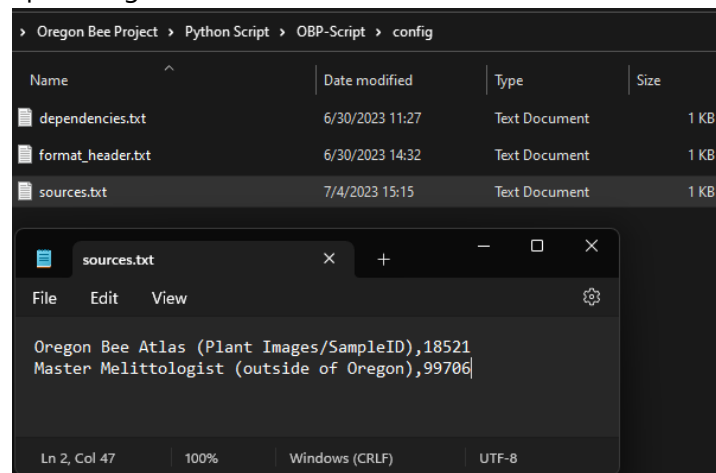 › Oregon Bee Project › Python Script › OBP-Script › config
Name Date modified Type Size
dependencies.txt 6/30/2023 11:27 Text Document 1 KB
format_header.txt 6/30/2023 14:32 Text Document 1 KB
sources.txt 7/4/2023 15:15 Text Document 1 KB
sources.txt
File Edit View
Oregon Bee Atlas (Plant Images/SampleID),18521
Master Melittologist (outside of Oregon),99706
Ln 2, Col 47 100% Windows (CRLF) UTF-8